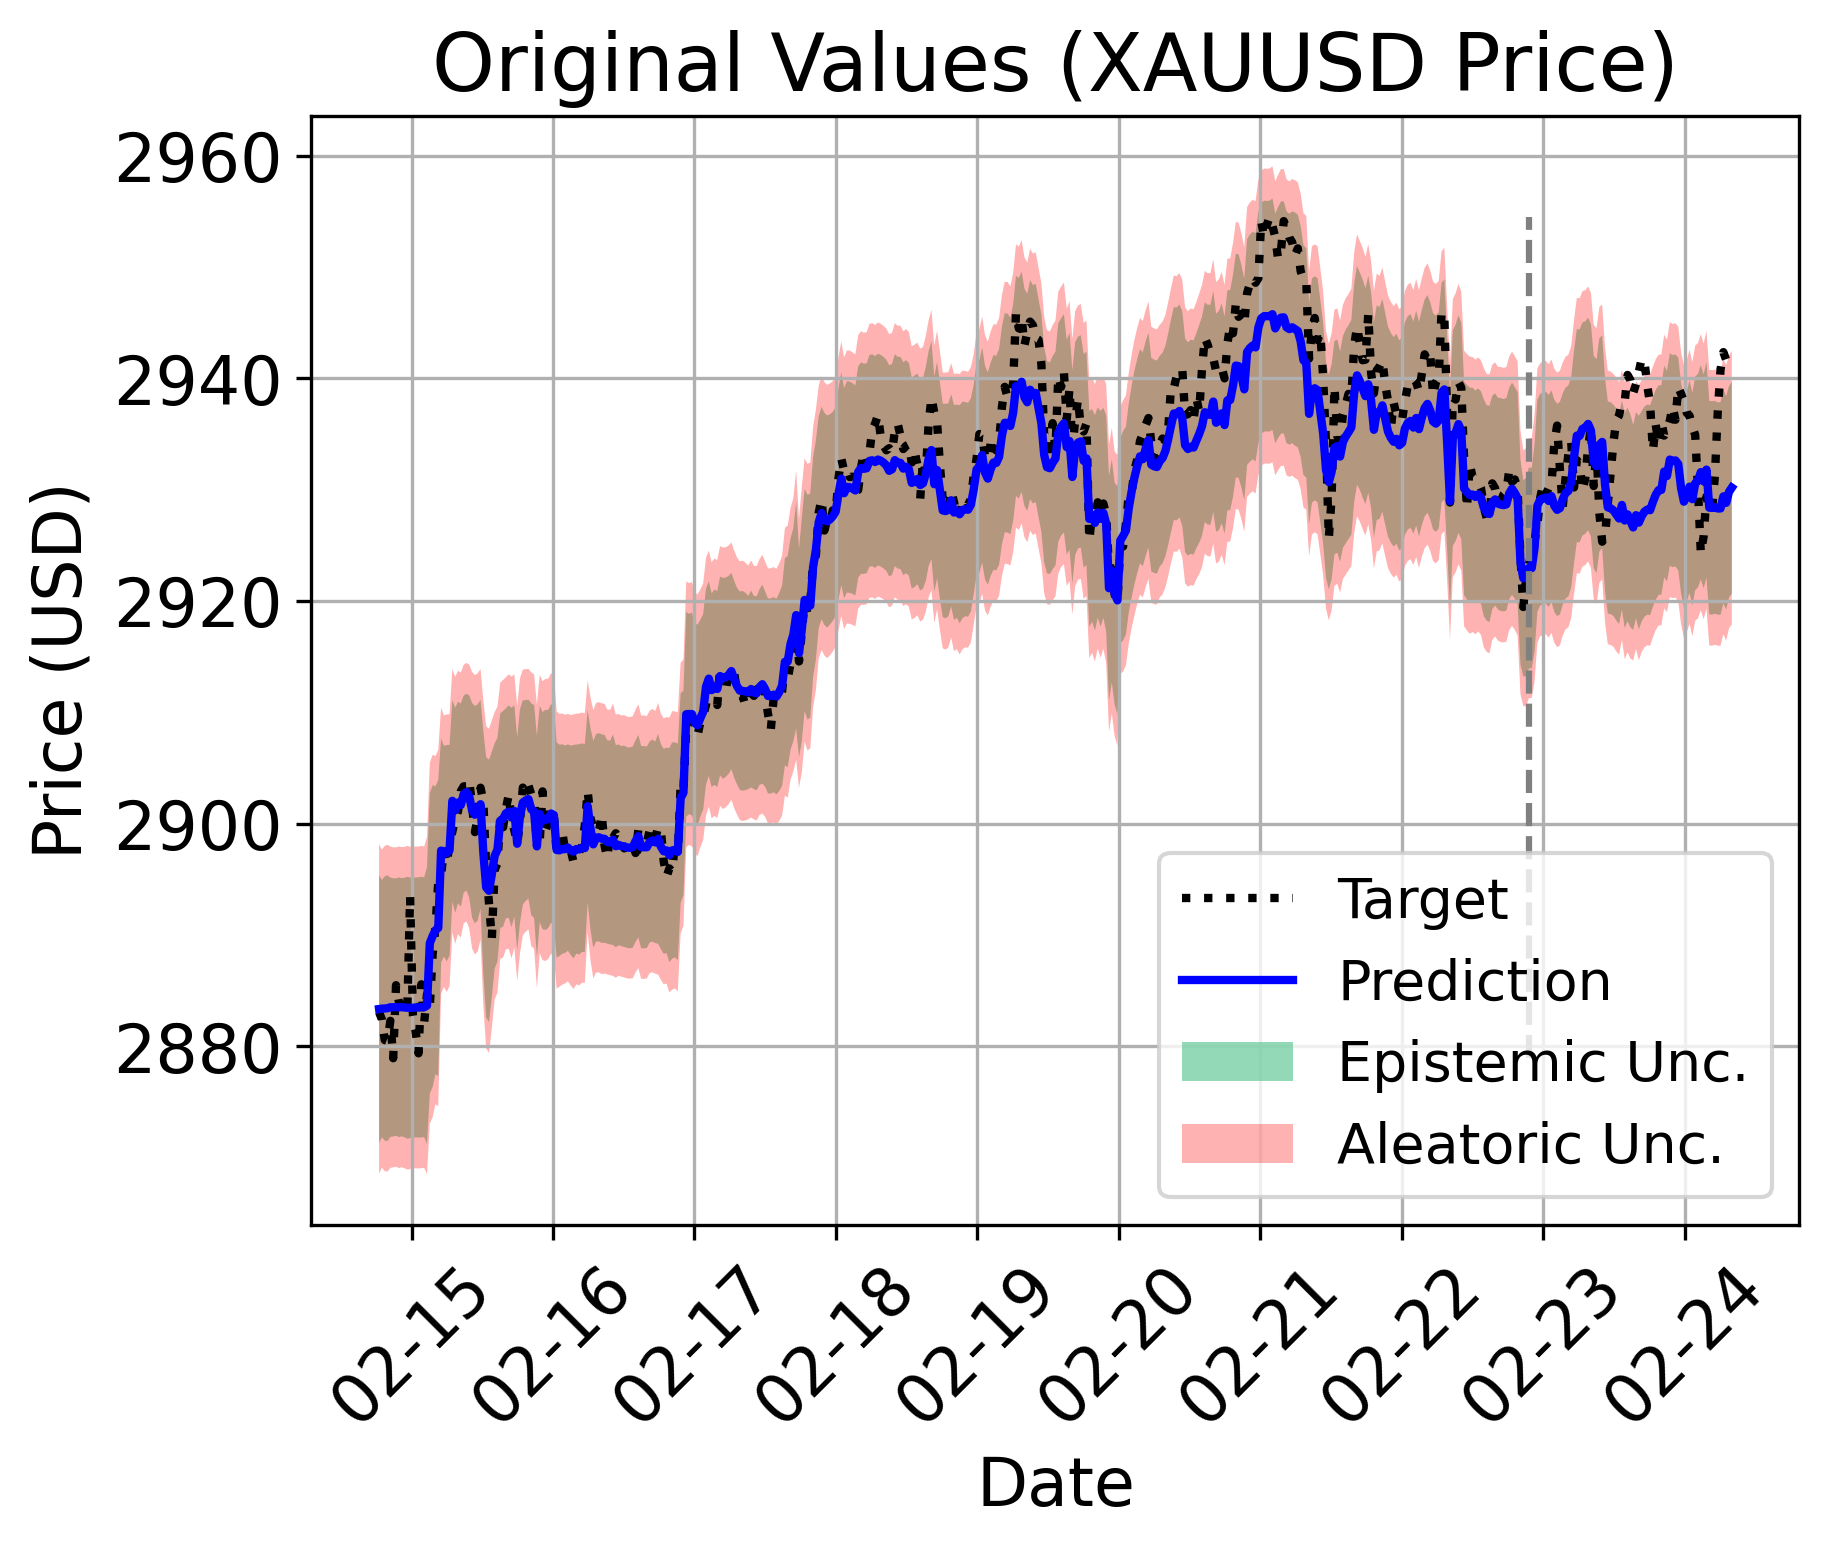 Original Values (XAUUSD Price)
2960
2940
2920
2900
2880
Price (USD)
Target
Prediction
Epistemic Unc.
Aleatoric Unc.
02-15
02-16
02-17
02-18
02-19
02-20
02-21
02-22
02-23
02-24
Date